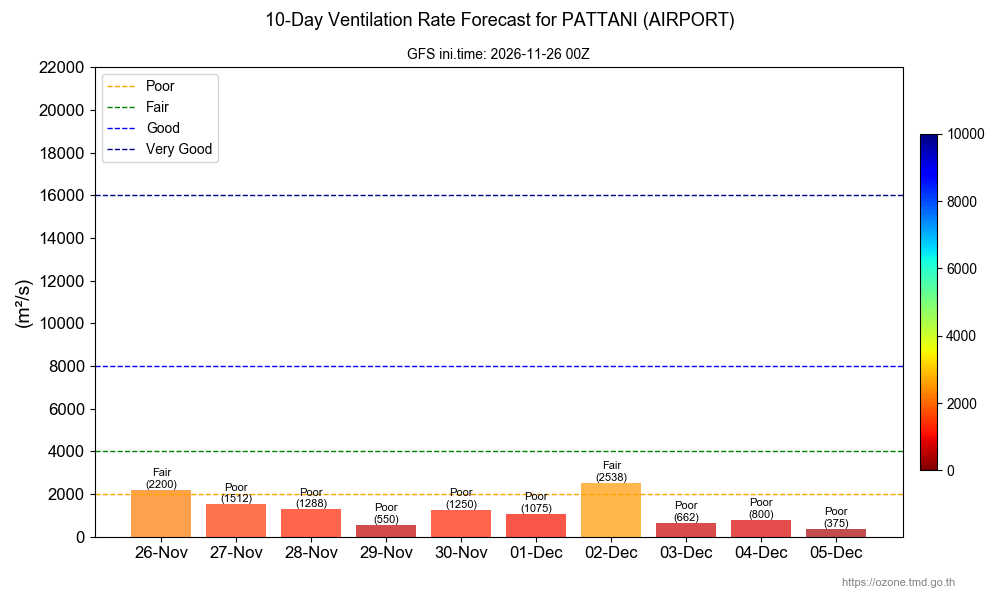 10-Day Ventilation Rate Forecast for PATTANI (AIRPORT)
GFS ini.time: 2026-11-26 00Z
22000
20000
18000
16000
14000
12000
10000
8000
6000
4000
2000
0
(m²/s)
Poor
Fair
Good
Very Good
Fair
(2200)
Poor
(1512)
Poor
(1288)
Poor
(550)
Poor
(1250)
Poor
(1075)
Fair
(2538)
Poor
(662)
Poor
(800)
Poor
(375)
26-Nov 27-Nov 28-Nov 29-Nov 30-Nov 01-Dec 02-Dec 03-Dec 04-Dec 05-Dec
10000
8000
6000
4000
2000
0
https://ozone.tmd.go.th